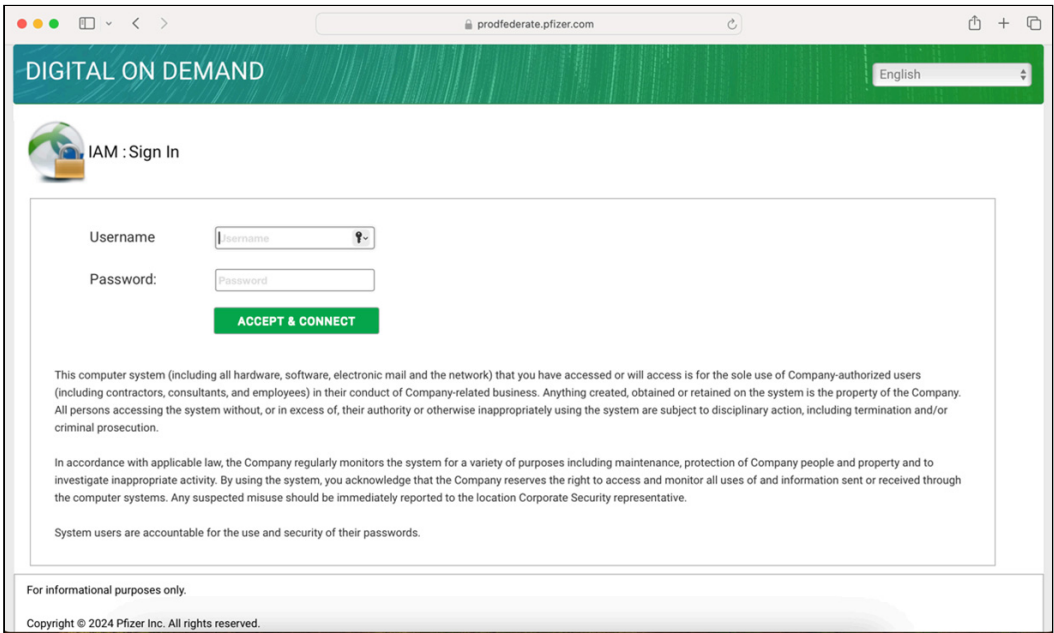 prodfederate.pfizer.com
DIGITAL ON DEMAND
English
IAM : Sign In
Username
Username
Password:
Password
ACCEPT & CONNECT
This computer system (including all hardware, software, electronic mail and the network) that you have accessed or will access is for the sole use of Company-authorized users
(including contractors, consultants, and employees) in their conduct of Company-related business. Anything created, obtained or retained on the system is the property of the Company.
All persons accessing the system without, or in excess of, their authority or otherwise inappropriately using the system are subject to disciplinary action, including termination and/or
criminal prosecution.
In accordance with applicable law, the Company regularly monitors the system for a variety of purposes including maintenance, protection of Company people and property and to
investigate inappropriate activity. By using the system, you acknowledge that the Company reserves the right to access and monitor all uses of and information sent or received through
the computer systems. Any suspected misuse should be immediately reported to the location Corporate Security representative.
System users are accountable for the use and security of their passwords.
For informational purposes only.
Copyright © 2024 Pfizer Inc. All rights reserved.